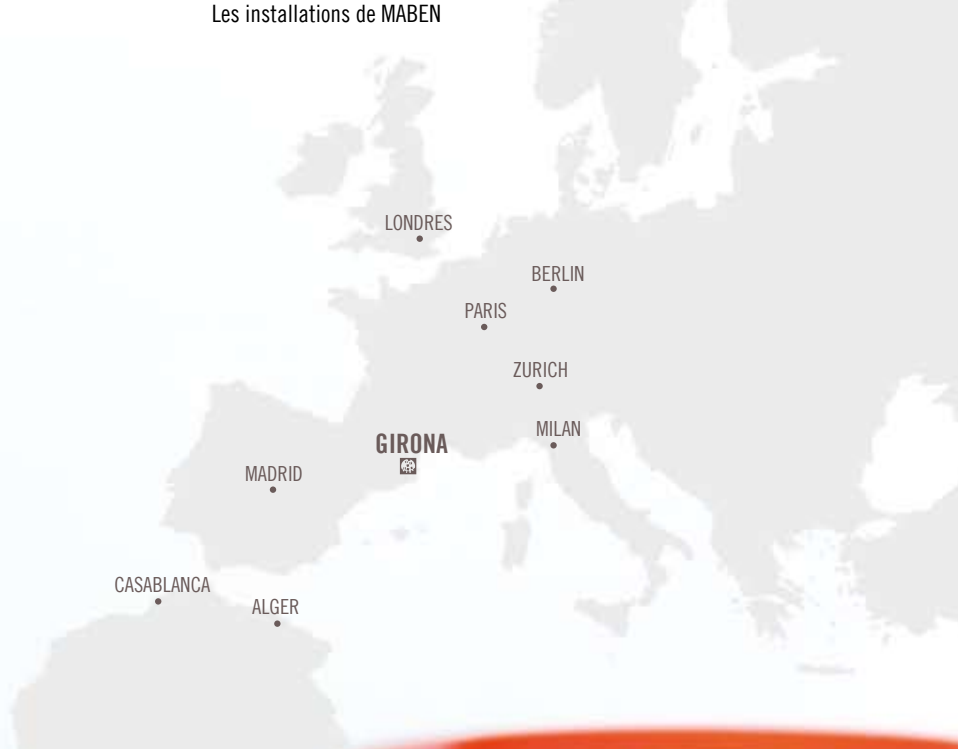 Les installations de MABEN
LONDRES
BERLIN
PARIS
ZURICH
MILAN
GIRONA
MADRID
CASABLANCA
ALGER